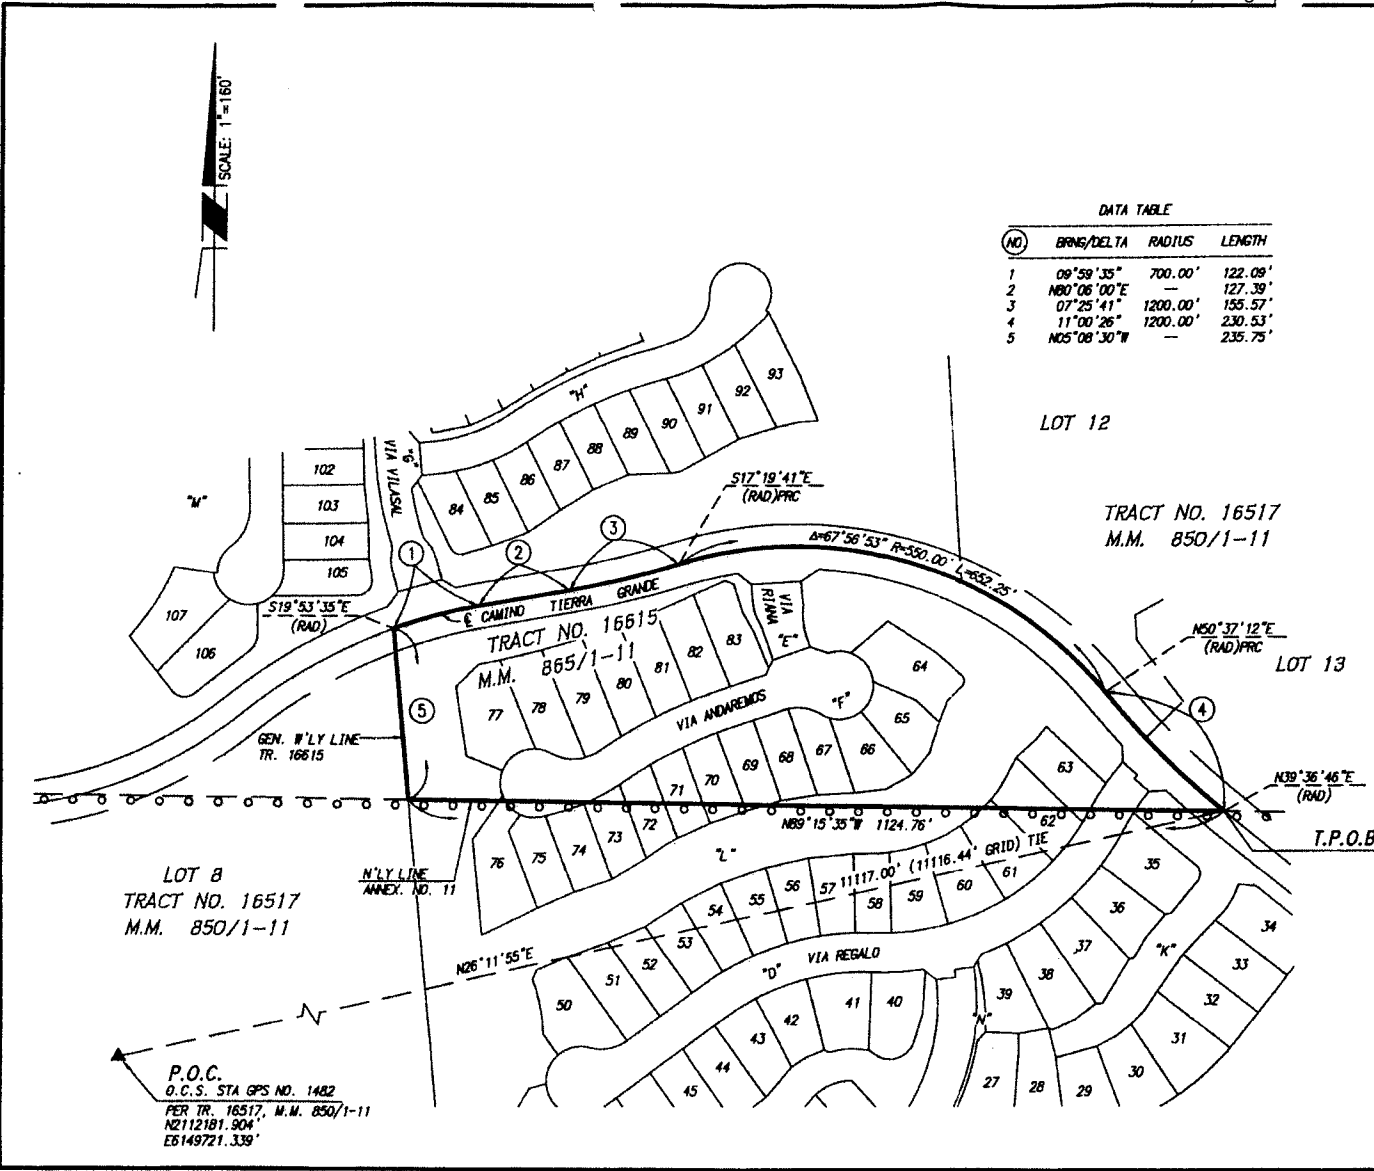 SCALE: 1"=160'
N
DATA TABLE
NO. BRNG/DELTA RADIUS LENGTH
1 09°59'35" 700.00' 122.09'
2 N80°06'00"E — 127.39'
3 07°25'41" 1200.00' 155.57'
4 11°00'26" 1200.00' 230.53'
5 N05°08'30"W — 235.75'
LOT 12
TRACT NO. 16517
M.M. 850/1-11
LOT 13
"H"
93
92
91
90
89
88
87
86
85
84
"G"
VIA VILASAL
102
103
104
105
"M"
107
106
S17°19'41"E
(RAD)PRC
1
2
3
Δ=67°56'53" R=550.00' L=652.25'
S19°53'35"E
(RAD)
℄ CAMINO TIERRA GRANDE
TRACT NO. 16615
M.M. 865/1-11
VIA
RIANA
"E"
N50°37'12"E
(RAD)PRC
4
5
GEN. W'LY LINE
TR. 16615
77
78
79
80
81
82
83
64
65
66
67
68
69
70
71
72
73
74
75
76
"F"
VIA ANDAREMOS
63
62
N39°36'46"E
(RAD)
T.P.O.B
N89°15'35"W 1124.76'
"L"
11117.00' (11116.44' GRID) TIE
N26°11'55"E
LOT 8
TRACT NO. 16517
M.M. 850/1-11
N'LY LINE
ANNEX. NO. 11
50
51
52
53
54
55
56
57
58
59
60
61
35
36
37
38
39
"K"
34
33
32
31
30
29
28
27
"N"
"D" VIA REGALO
40
41
42
43
44
45
P.O.C.
O.C.S. STA GPS NO. 1482
PER TR. 16517, M.M. 850/1-11
N2112181.904'
E6149721.339'